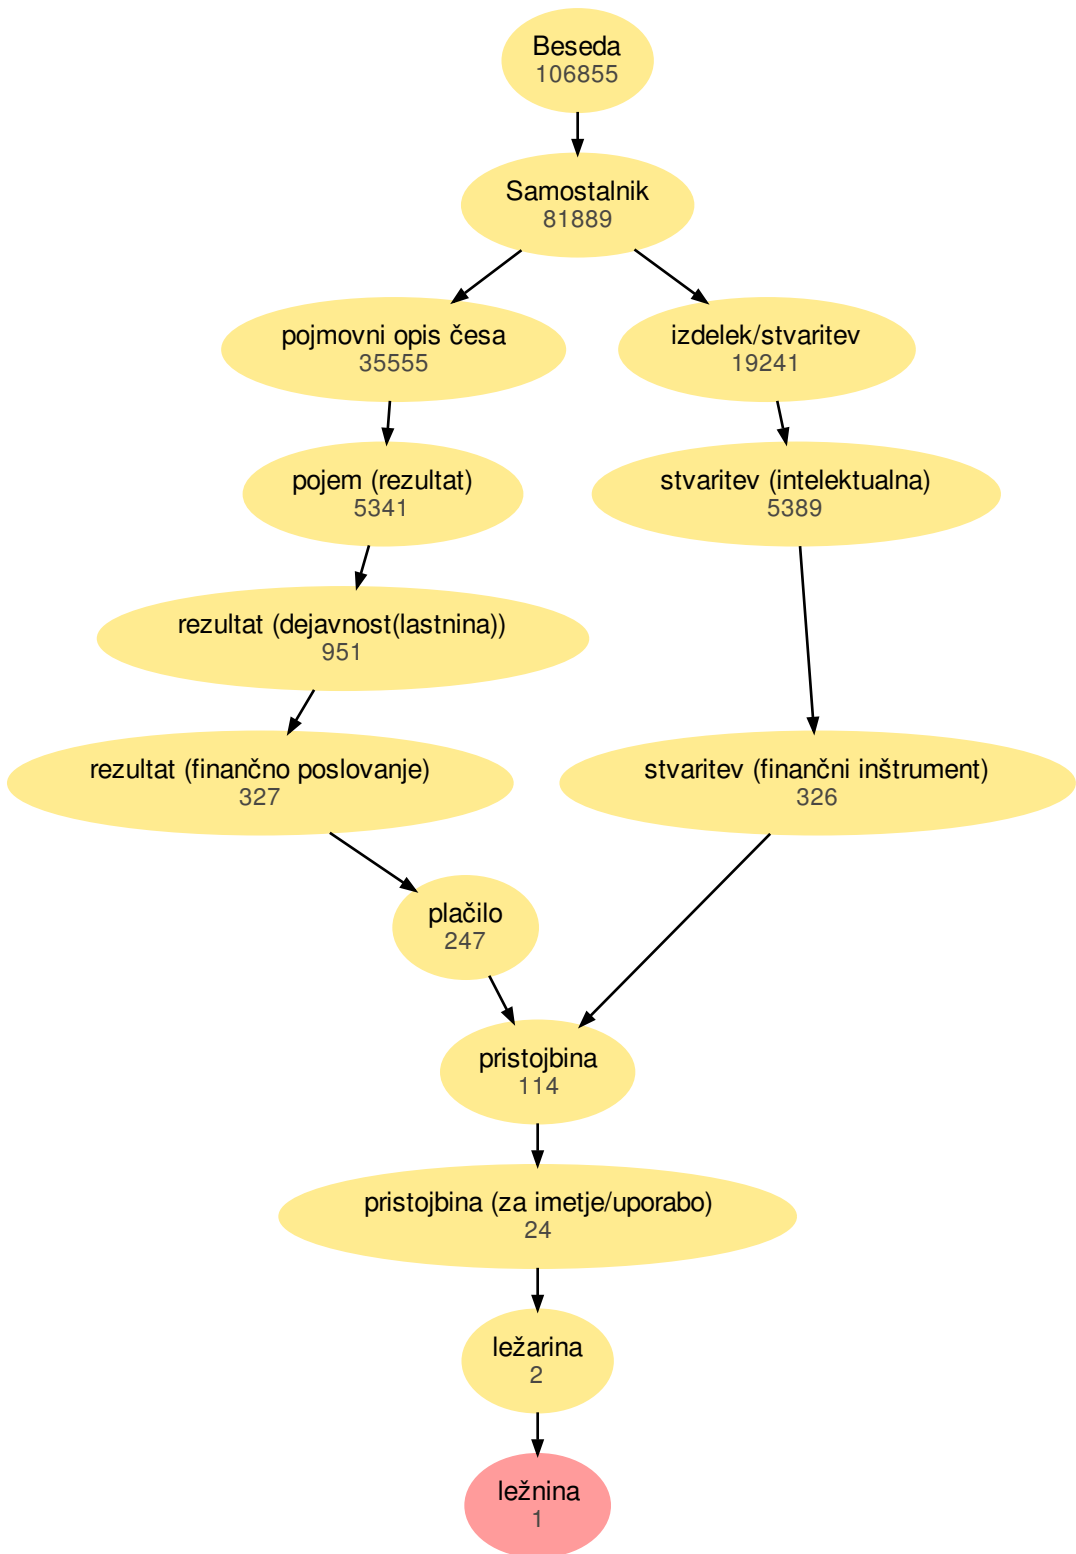 Beseda
106855
Samostalnik
81889
pojmovni opis česa
35555
izdelek/stvaritev
19241
pojem (rezultat)
5341
stvaritev (intelektualna)
5389
rezultat (dejavnost(lastnina))
951
rezultat (finančno poslovanje)
327
stvaritev (finančni inštrument)
326
plačilo
247
pristojbina
114
pristojbina (za imetje/uporabo)
24
ležarina
2
ležnina
1